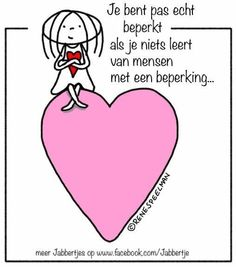 Je bent pas echt
beperkt
als je niets leert
van mensen
met een beperking...
©RENESPEELMAN
meer Jabbertjes op www.facebook.com/Jabbertje